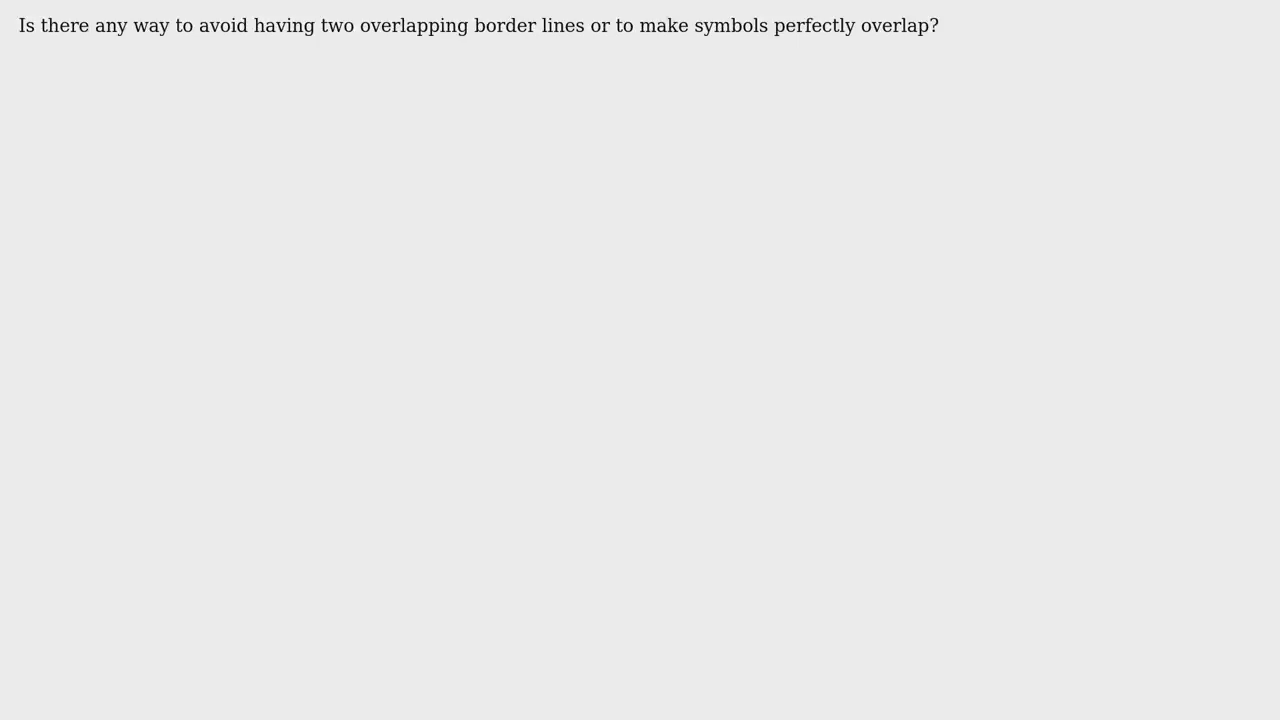 Is there any way to avoid having two overlapping border lines or to make symbols perfectly overlap?